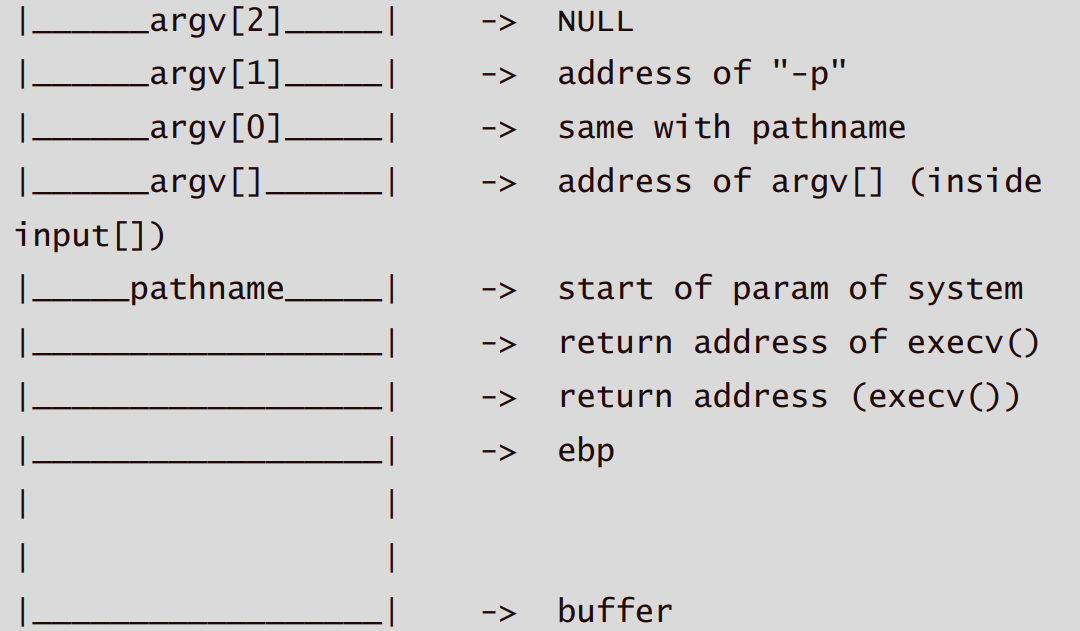 |______argv[2]_____|    ->  NULL
|______argv[1]_____|    ->  address of "-p"
|______argv[0]_____|    ->  same with pathname
|______argv[]______|    ->  address of argv[] (inside
input[])
|_____pathname_____|    ->  start of param of system
|__________________|    ->  return address of execv()
|__________________|    ->  return address (execv())
|__________________|    ->  ebp
|                  |
|                  |
|__________________|    ->  buffer